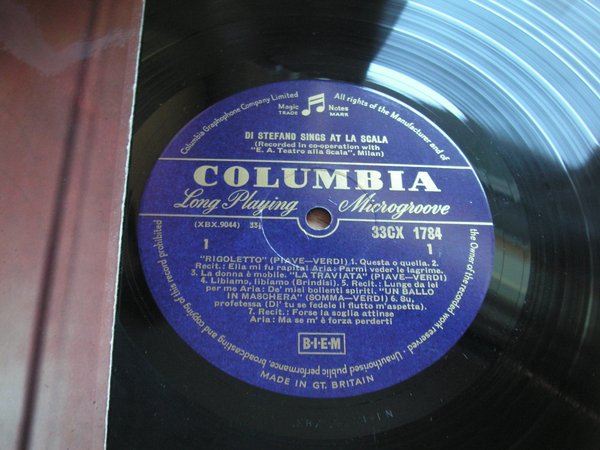 Columbia Graphophone Company Limited
All rights of the Manufacturer and of
the Owner of the recorded work reserved - Unauthorised public performance, broadcasting and copying of this record prohibited
Magic Notes
TRADE MARK
DI STEFANO SINGS AT LA SCALA
(Recorded in co-operation with
"E. A. Teatro alla Scala", Milan)
COLUMBIA
Long Playing Microgroove
(XBX.9044) 33⅓
33CX 1784
1 1
"RIGOLETTO" (PIAVE—VERDI) 1. Questa o quella. 2.
Recit.: Ella mi fu rapita! Aria: Parmi veder le lagrime.
3. La donna è mobile. "LA TRAVIATA" (PIAVE—VERDI)
4. Libiamo, libiamo (Brindisi). 5. Recit.: Lunge da lei
per me Aria: De' miei bollenti spiriti. "UN BALLO
IN MASCHERA" (SOMMA—VERDI) 6. Su,
profetessa (Di' tu se fedele il flutto m'aspetta).
7. Recit.: Forse la soglia attinse
Aria: Ma se m' è forza perderti
B·I·E·M
MADE IN GT. BRITAIN